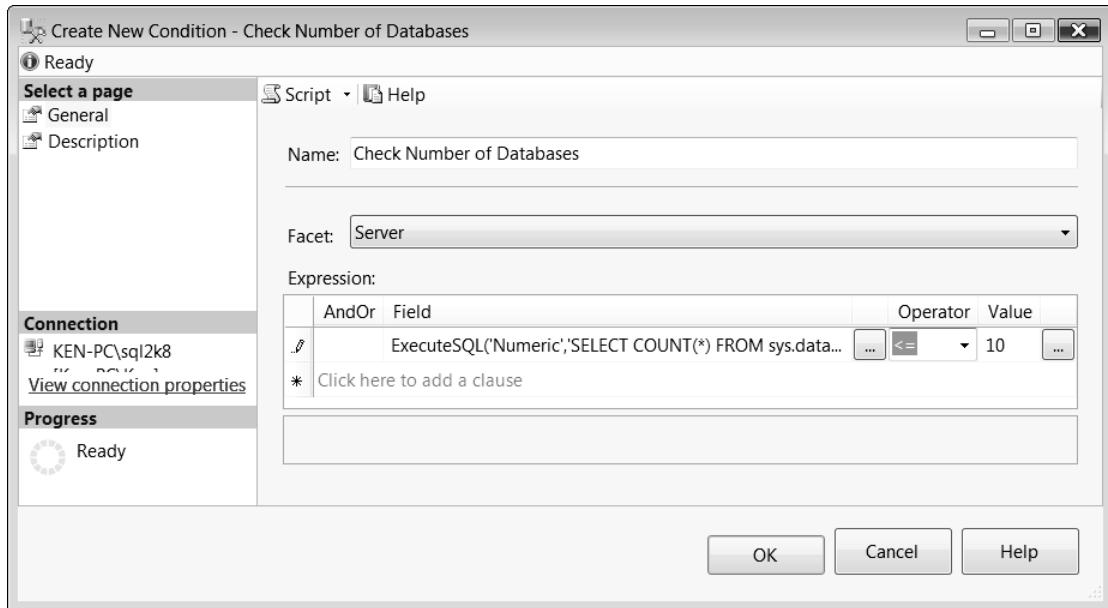 Create New Condition - Check Number of Databases
Ready
Select a page
General
Description
Script Help
Name: Check Number of Databases
Facet: Server
Expression:
AndOr Field Operator Value
ExecuteSQL('Numeric','SELECT COUNT(*) FROM sys.data... ... <= 10 ...
* Click here to add a clause
Connection
KEN-PC\sql2k8
View connection properties
Progress
Ready
OK Cancel Help